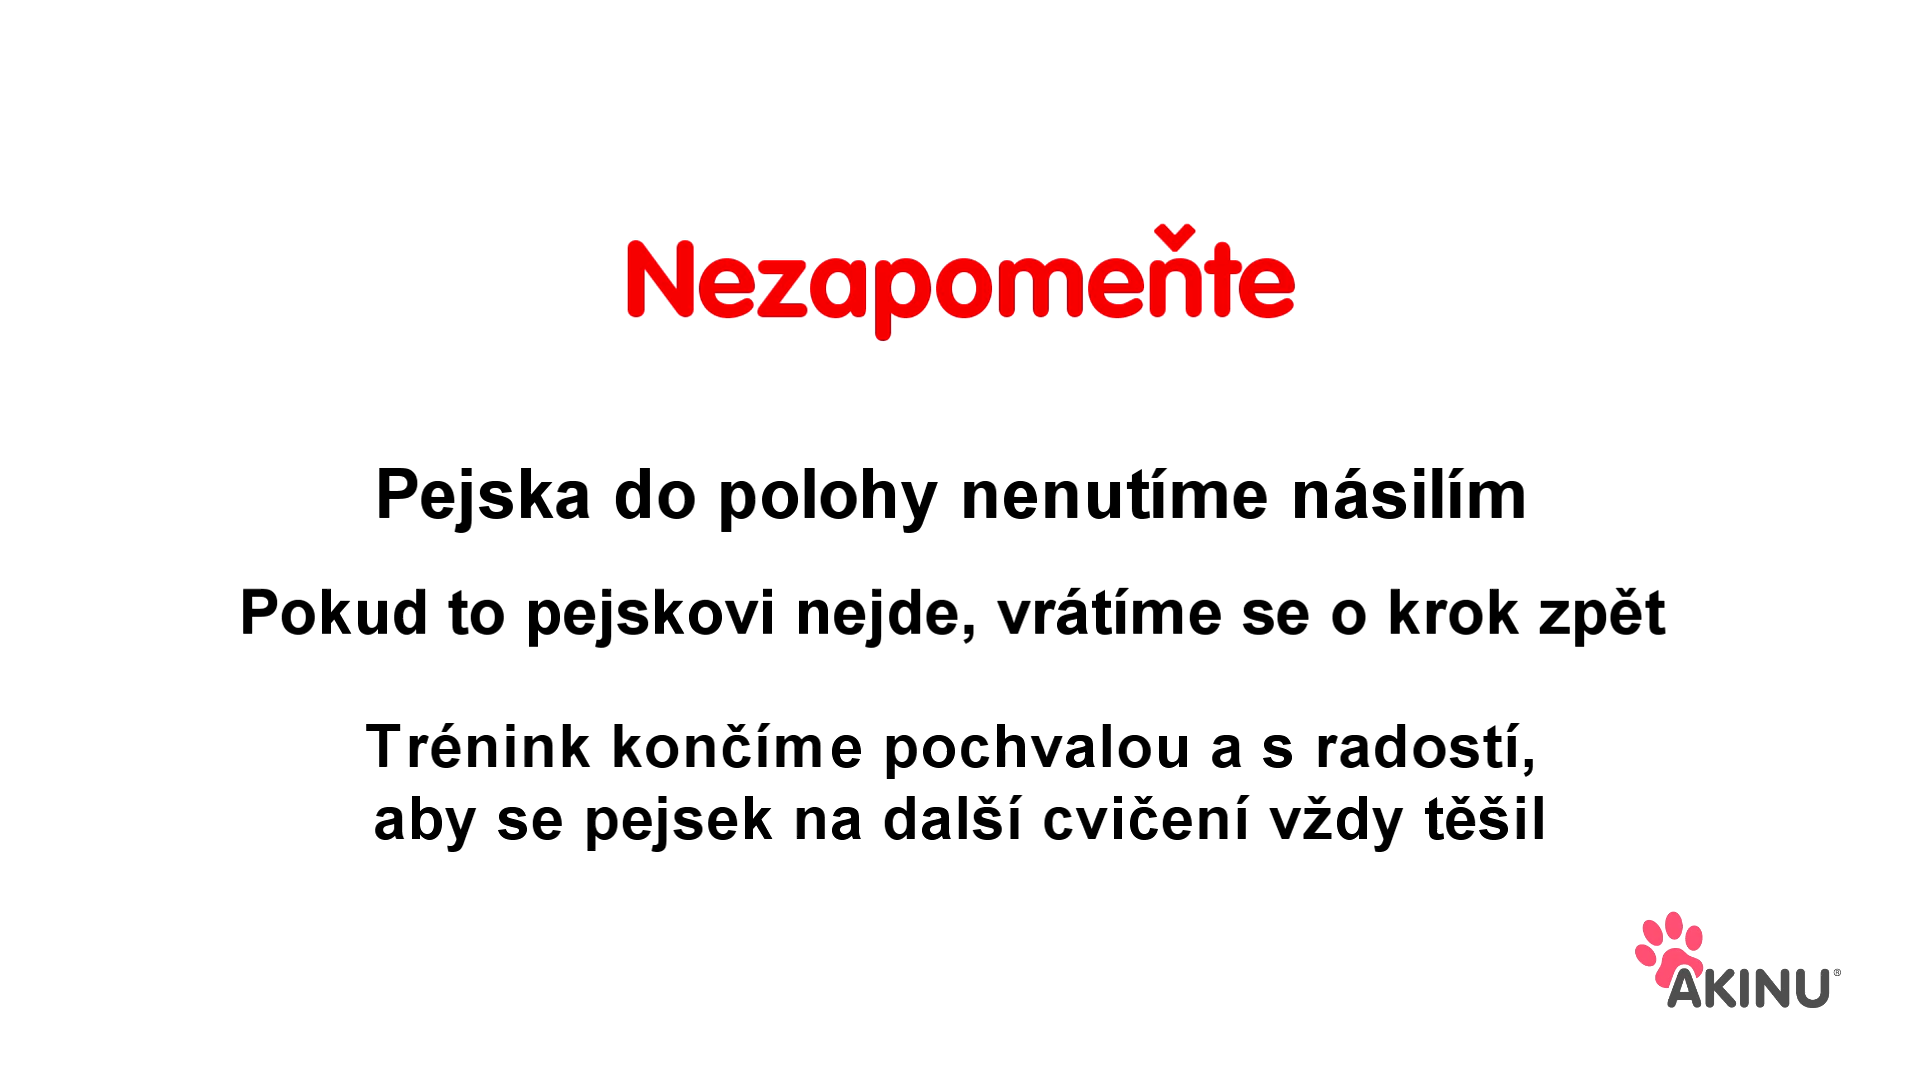 Nezapomeňte
Pejska do polohy nenutíme násilím
Pokud to pejskovi nejde, vrátíme se o krok zpět
Trénink končíme pochvalou a s radostí,
aby se pejsek na další cvičení vždy těšil
AKINU®